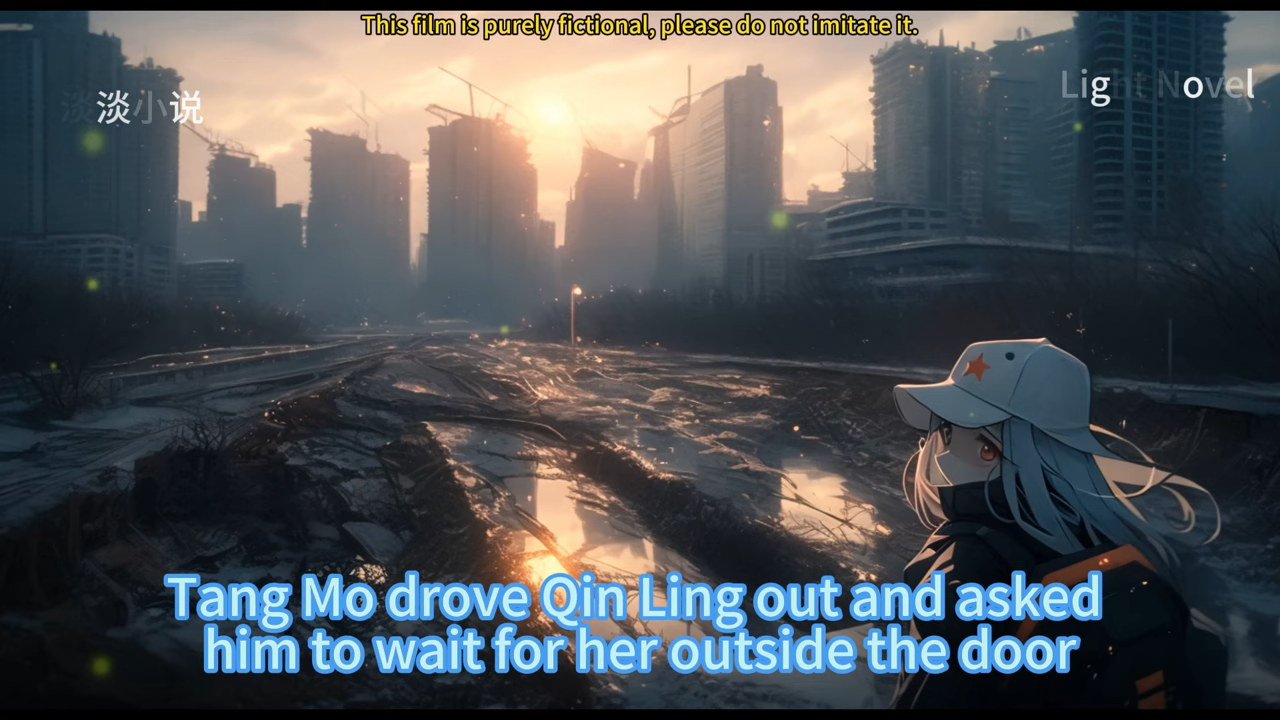 This film is purely fictional, please do not imitate it.
淡淡小说
Light Novel
Tang Mo drove Qin Ling out and asked
him to wait for her outside the door